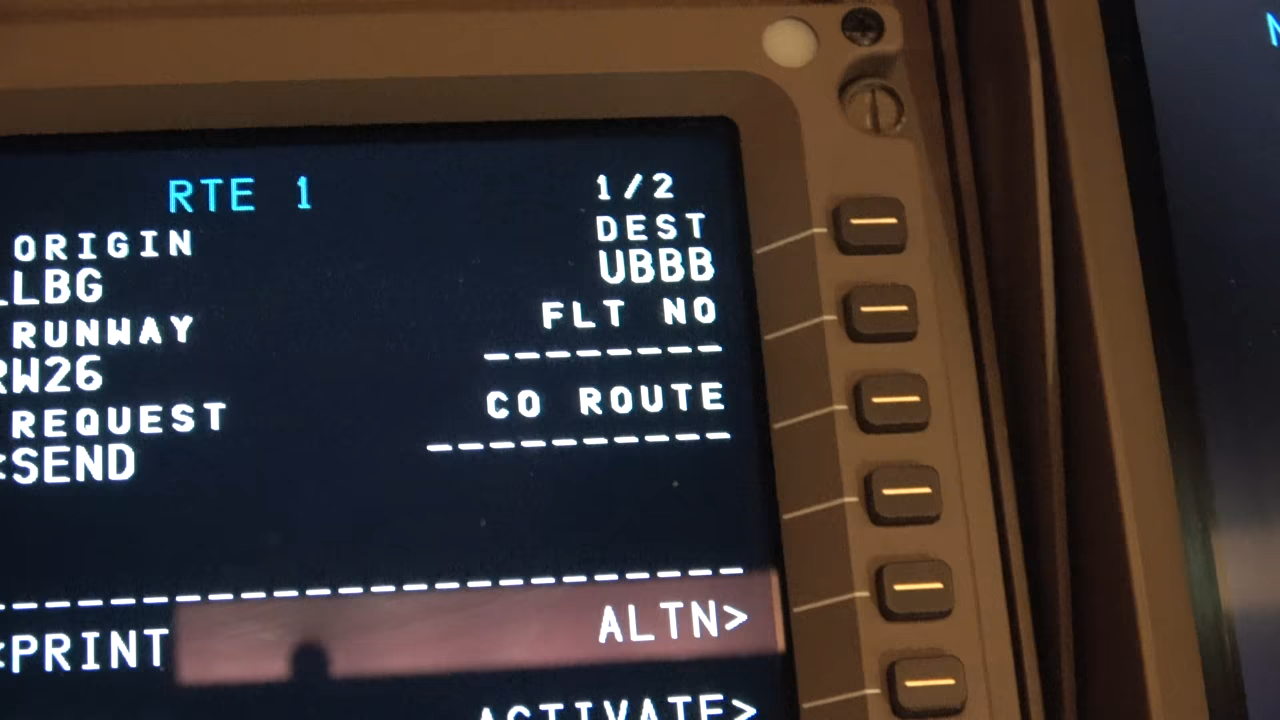 RTE 1 1/2
ORIGIN DEST
LLBG UBBB
RUNWAY FLT NO
RW26 --------
REQUEST CO ROUTE
<SEND ----------
<PRINT ALTN>
ACTIVATE>